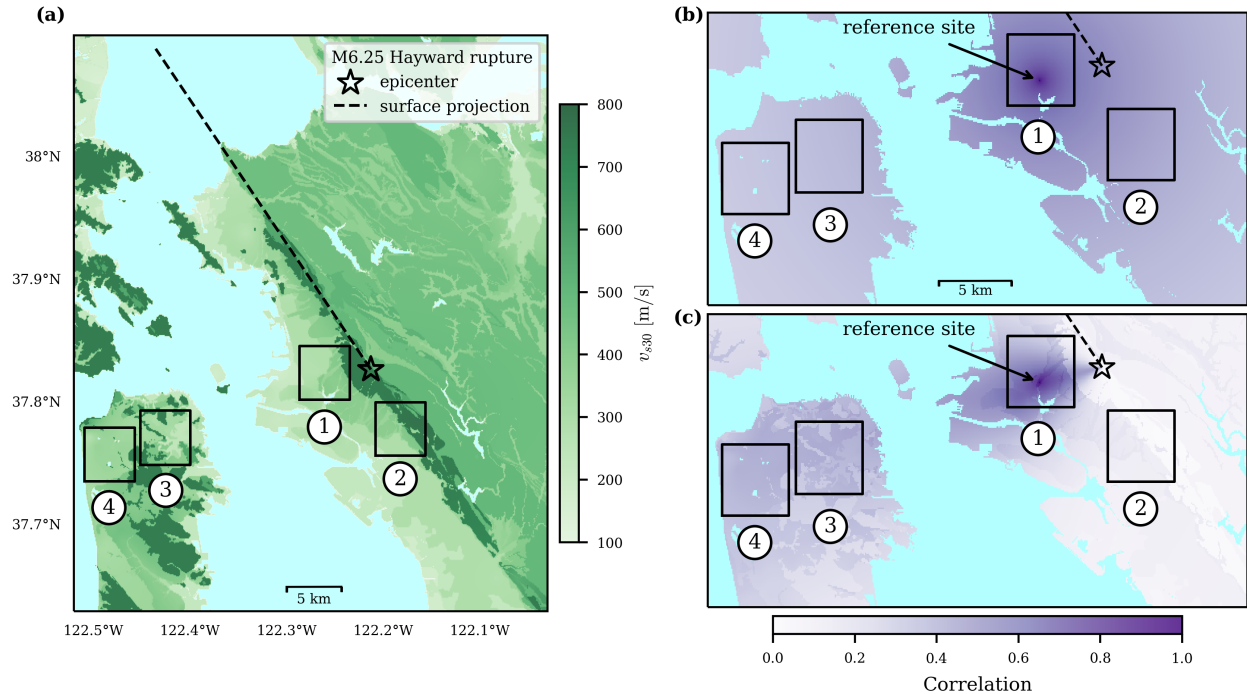 (a)
M6.25 Hayward rupture
epicenter
surface projection
38°N
37.9°N
37.8°N
37.7°N
122.5°W
122.4°W
122.3°W
122.2°W
122.1°W
1
2
3
4
5 km
800
700
600
500
400
300
200
100
v_{s30} [m/s]
(b)
reference site
1
2
3
4
5 km
(c)
reference site
1
2
3
4
0.0
0.2
0.4
0.6
0.8
1.0
Correlation